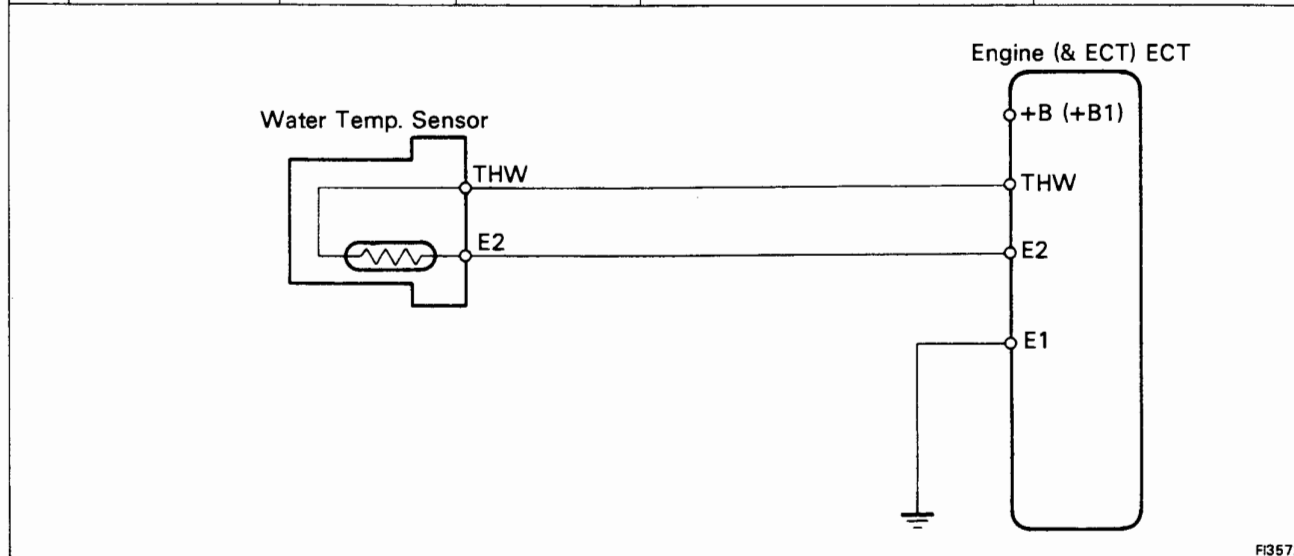 Engine (& ECT) ECT
+B (+B1)
Water Temp. Sensor
THW
THW
E2
E2
E1
FI357